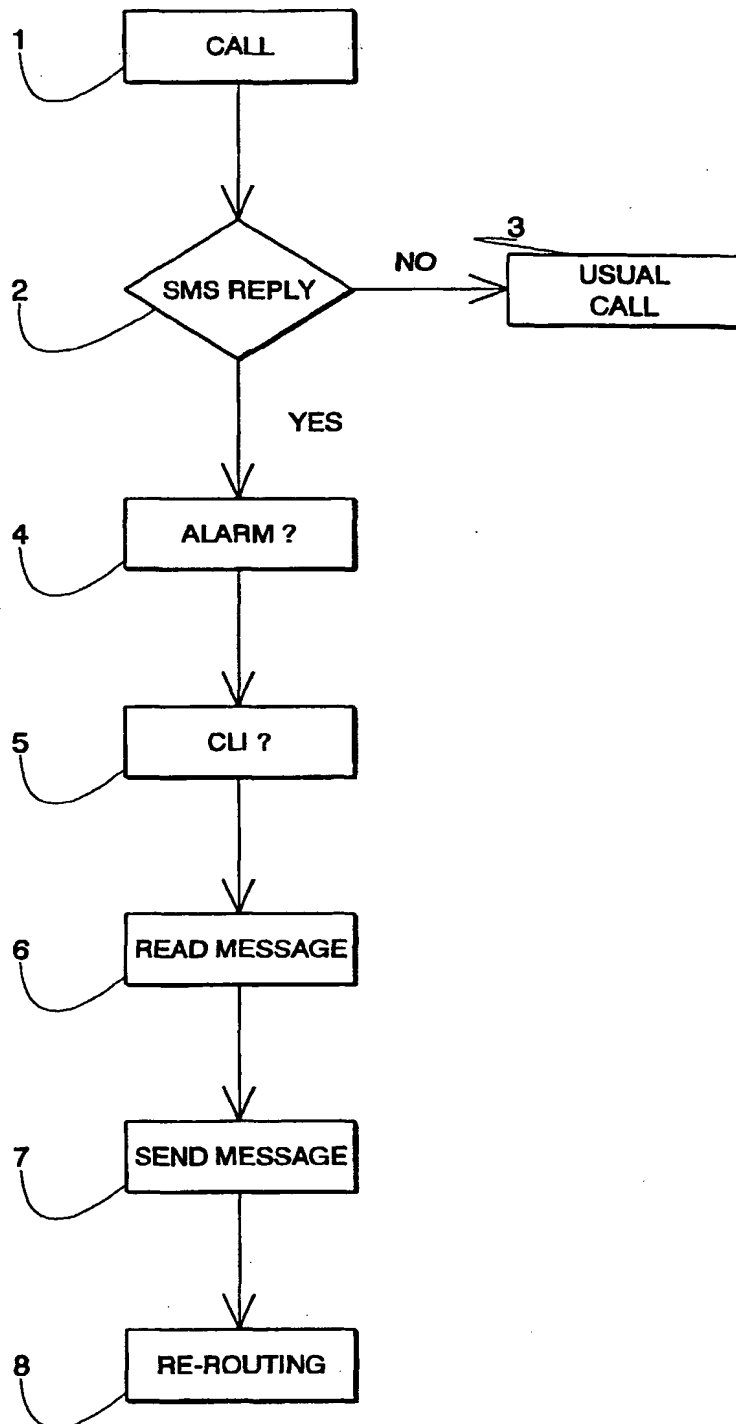 1
CALL
2
SMS REPLY
NO
3
USUAL
CALL
YES
4
ALARM ?
5
CLI ?
6
READ MESSAGE
7
SEND MESSAGE
8
RE-ROUTING